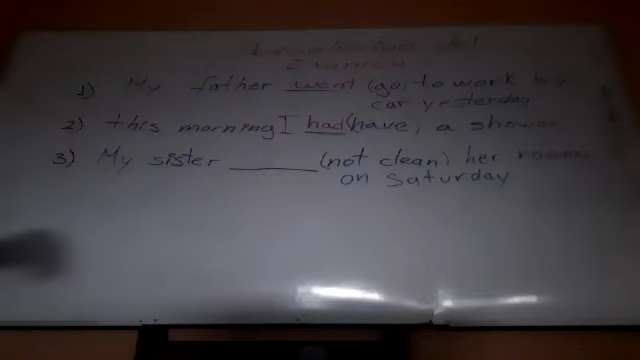 1) My father went (go) to work by
car yesterday
2) this morning I had (have) a shower
3) My sister ______ (not clean) her room
on saturday